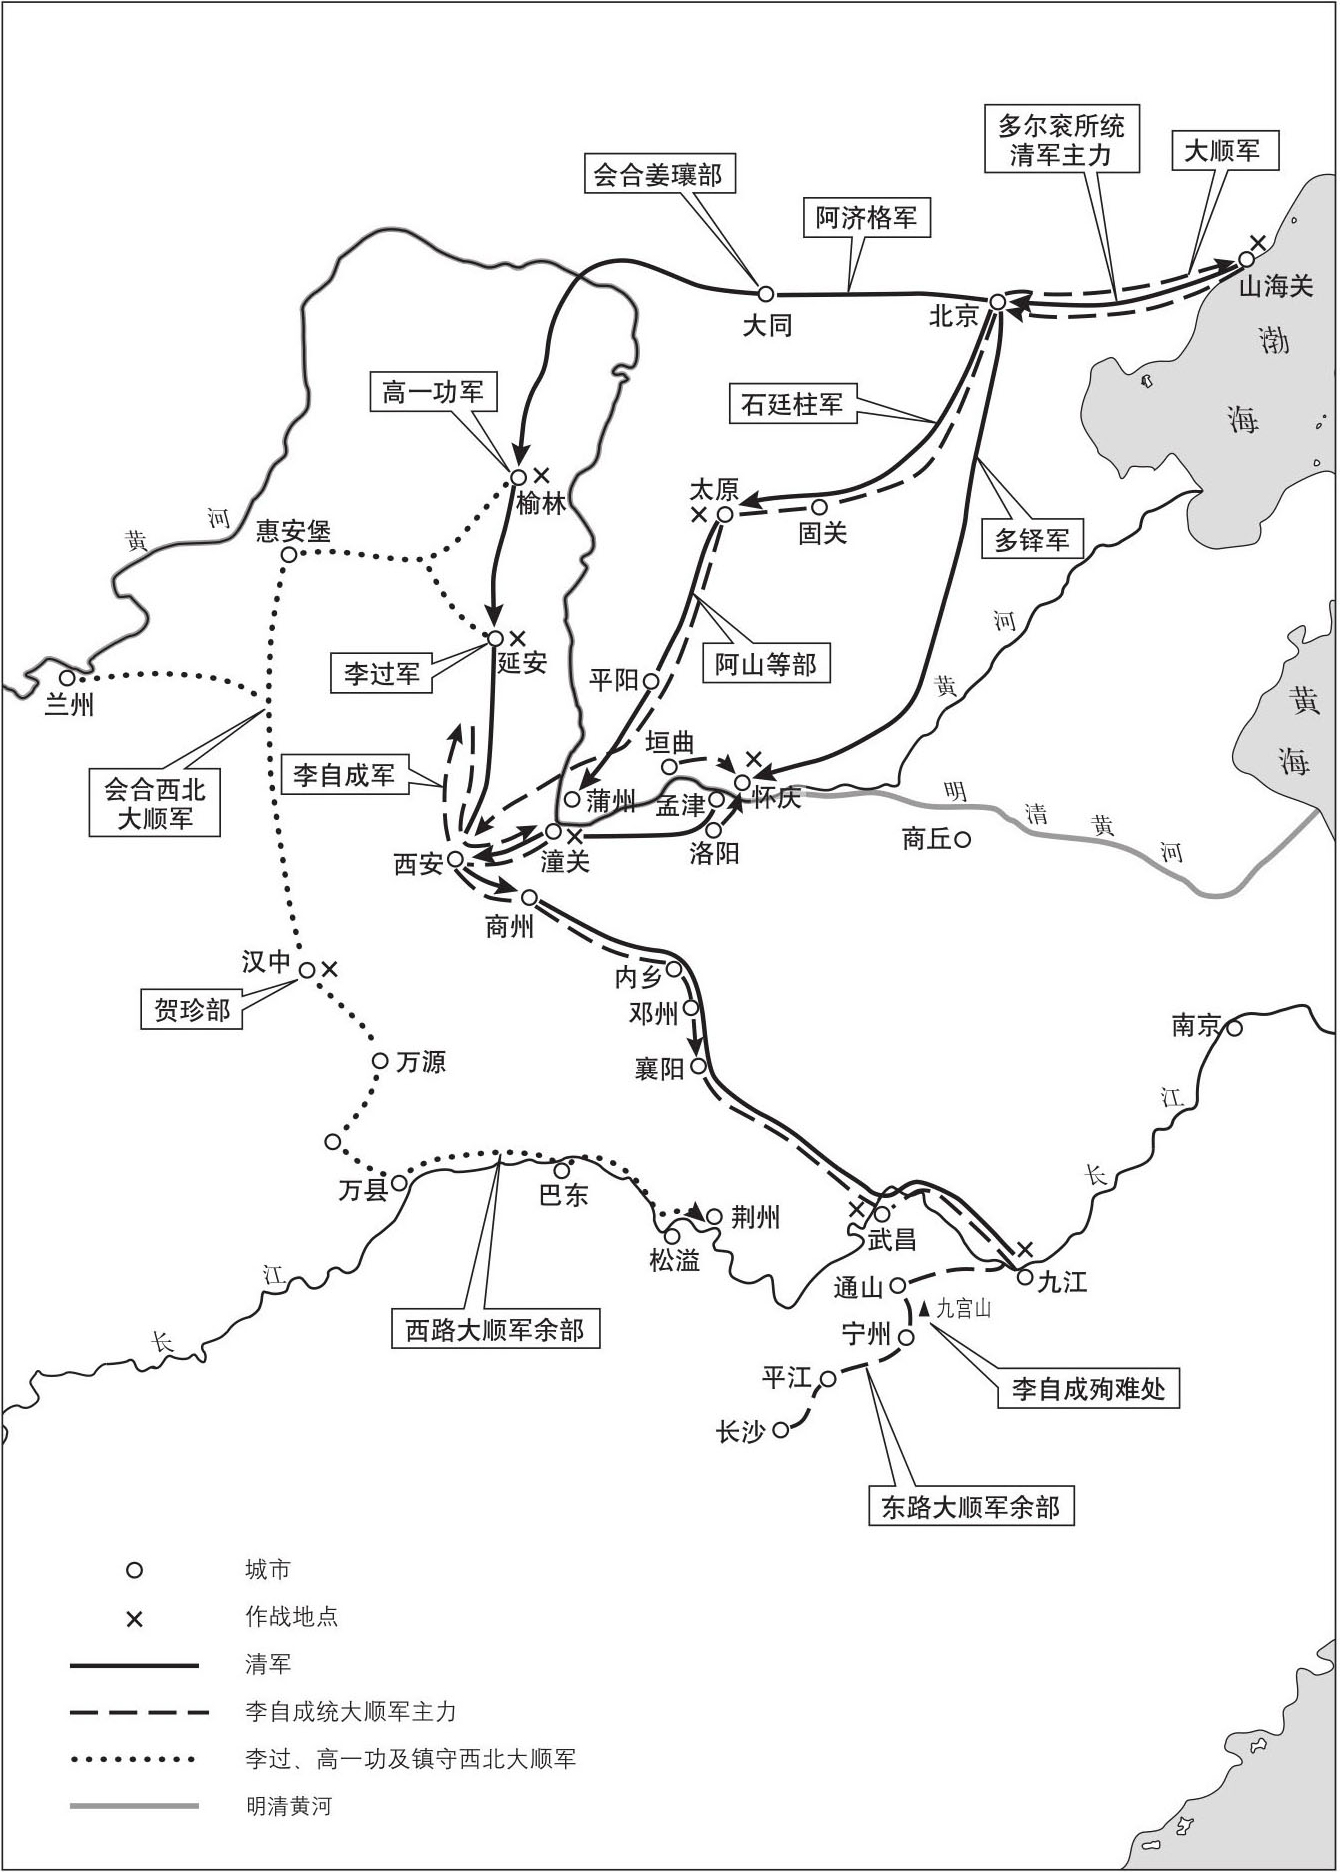 多尔衮所统
清军主力
大顺军
会合姜瓖部
阿济格军
山海关
大同
北京
渤
海
高一功军
石廷柱军
太原
榆林
固关
多铎军
黄
河
惠安堡
河
黄
李过军
延安
阿山等部
平阳
兰州
黄
海
垣曲
会合西北
大顺军
李自成军
蒲州
孟津
怀庆
明
清
黄
河
西安
潼关
洛阳
商丘
商州
汉中
内乡
贺珍部
邓州
南京
万源
襄阳
江
长
万县
巴东
荆州
松滋
武昌
江
长
通山
九江
九宫山
西路大顺军余部
宁州
平江
李自成殉难处
长沙
东路大顺军余部
城市
作战地点
清军
李自成统大顺军主力
李过、高一功及镇守西北大顺军
明清黄河